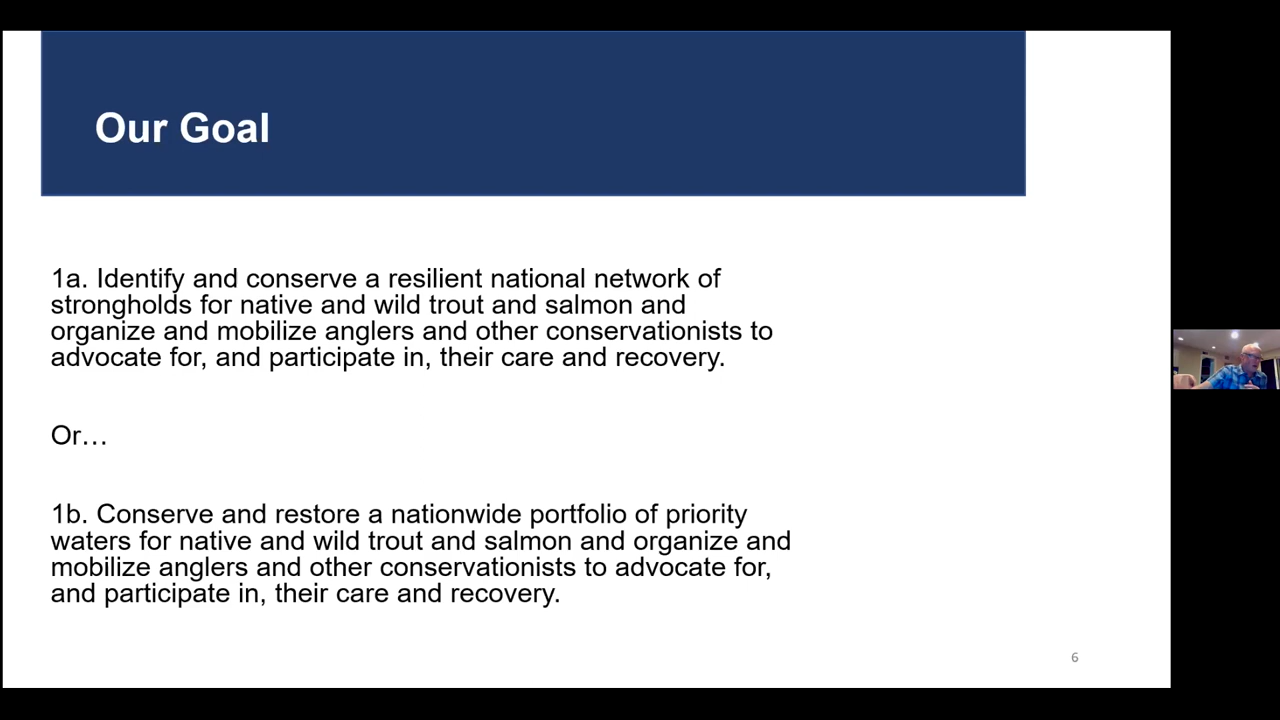 Our Goal
1a. Identify and conserve a resilient national network of
strongholds for native and wild trout and salmon and
organize and mobilize anglers and other conservationists to
advocate for, and participate in, their care and recovery.
Or…
1b. Conserve and restore a nationwide portfolio of priority
waters for native and wild trout and salmon and organize and
mobilize anglers and other conservationists to advocate for,
and participate in, their care and recovery.
6